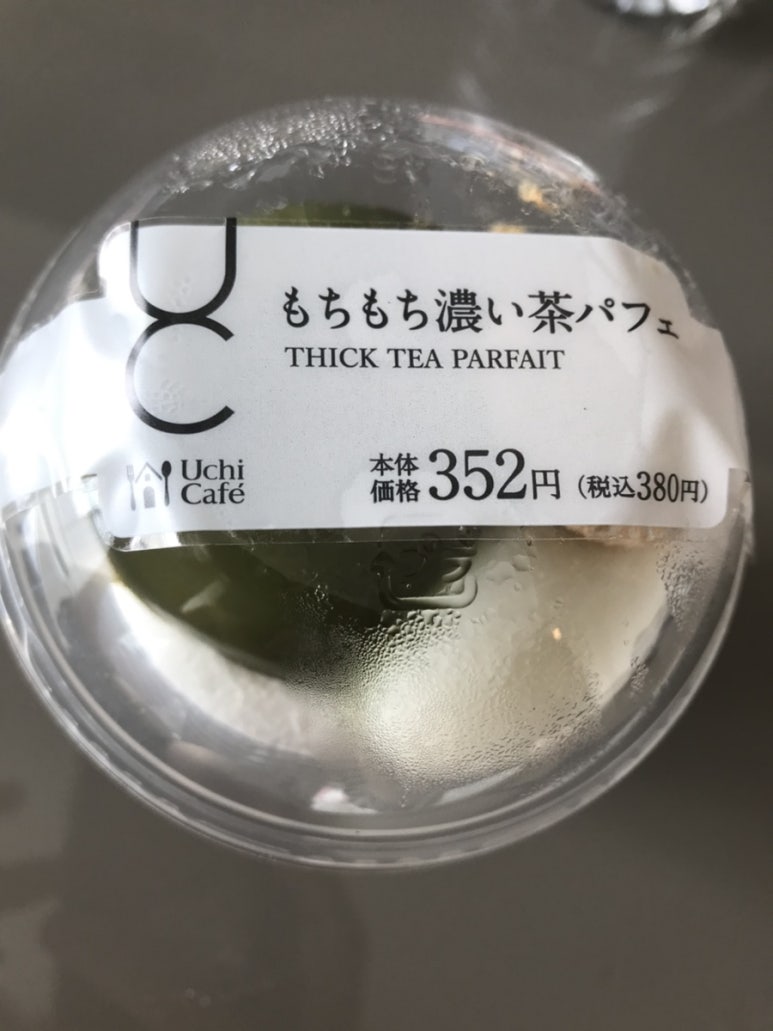 UC
もちもち濃い茶パフェ
THICK TEA PARFAIT
Uchi
Café
本体
価格 352円 (税込380円)